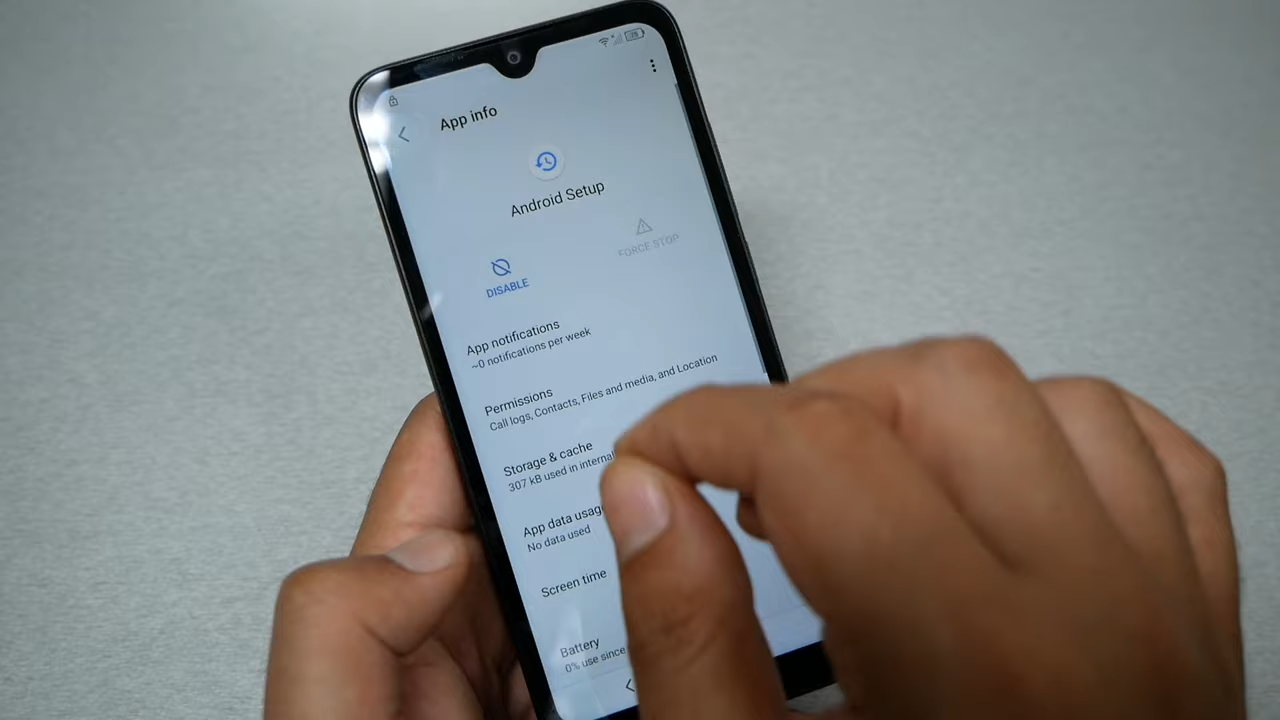 App info
Android Setup
FORCE STOP
DISABLE
App notifications
~0 notifications per week
Permissions
Call logs, Contacts, Files and media, and Location
Storage & cache
307 kB used in internal
App data usag
No data used
Screen time
Battery
0% use since